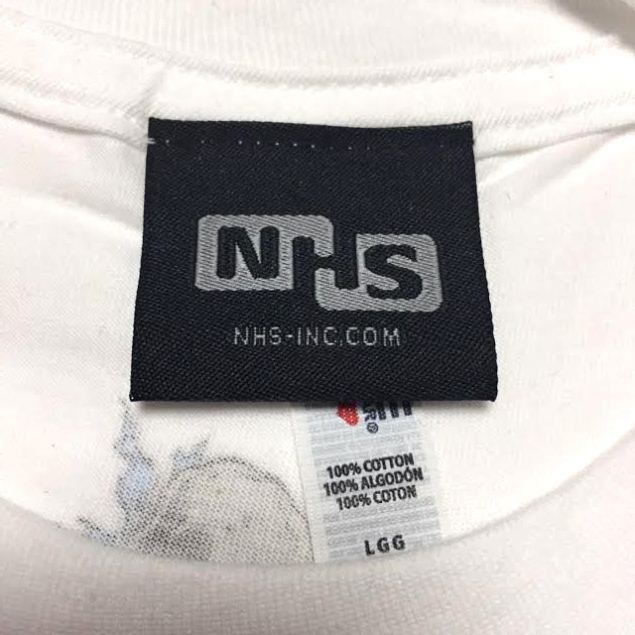 NHS
NHS-INC.COM
100% COTTON
100% ALGODÓN
100% COTON
LGG